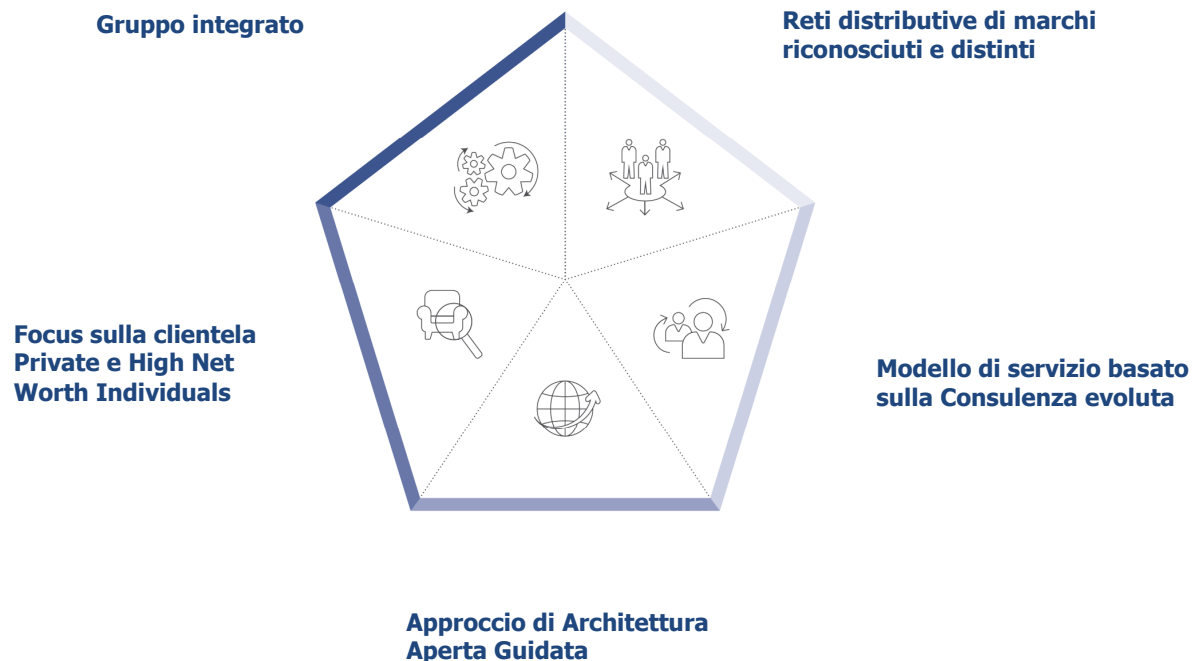 Gruppo integrato
Reti distributive di marchi
riconosciuti e distinti
Focus sulla clientela
Private e High Net
Worth Individuals
Modello di servizio basato
sulla Consulenza evoluta
Approccio di Architettura
Aperta Guidata